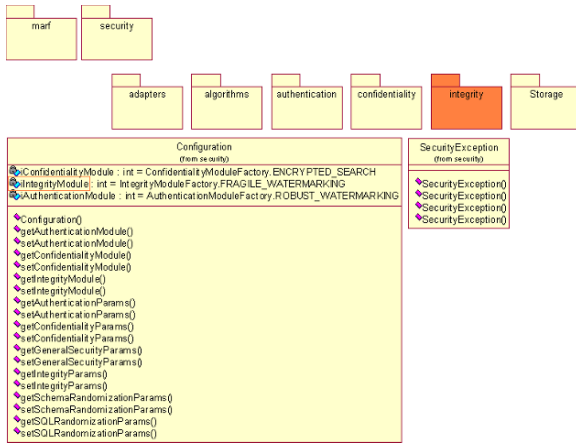 marf
security
adapters
algorithms
authentication
confidentiality
integrity
Storage
Configuration
(from security)
iConfidentialityModule : int = ConfidentialityModuleFactory.ENCRYPTED_SEARCH
iIntegrityModule : int = IntegrityModuleFactory.FRAGILE_WATERMARKING
iAuthenticationModule : int = AuthenticationModuleFactory.ROBUST_WATERMARKING
Configuration()
getAuthenticationModule()
setAuthenticationModule()
getConfidentialityModule()
setConfidentialityModule()
getIntegrityModule()
setIntegrityModule()
getAuthenticationParams()
setAuthenticationParams()
getConfidentialityParams()
setConfidentialityParams()
getGeneralSecurityParams()
setGeneralSecurityParams()
getIntegrityParams()
setIntegrityParams()
getSchemaRandomizationParams()
setSchemaRandomizationParams()
getSQLRandomizationParams()
setSQLRandomizationParams()
SecurityException
(from security)
SecurityException()
SecurityException()
SecurityException()
SecurityException()